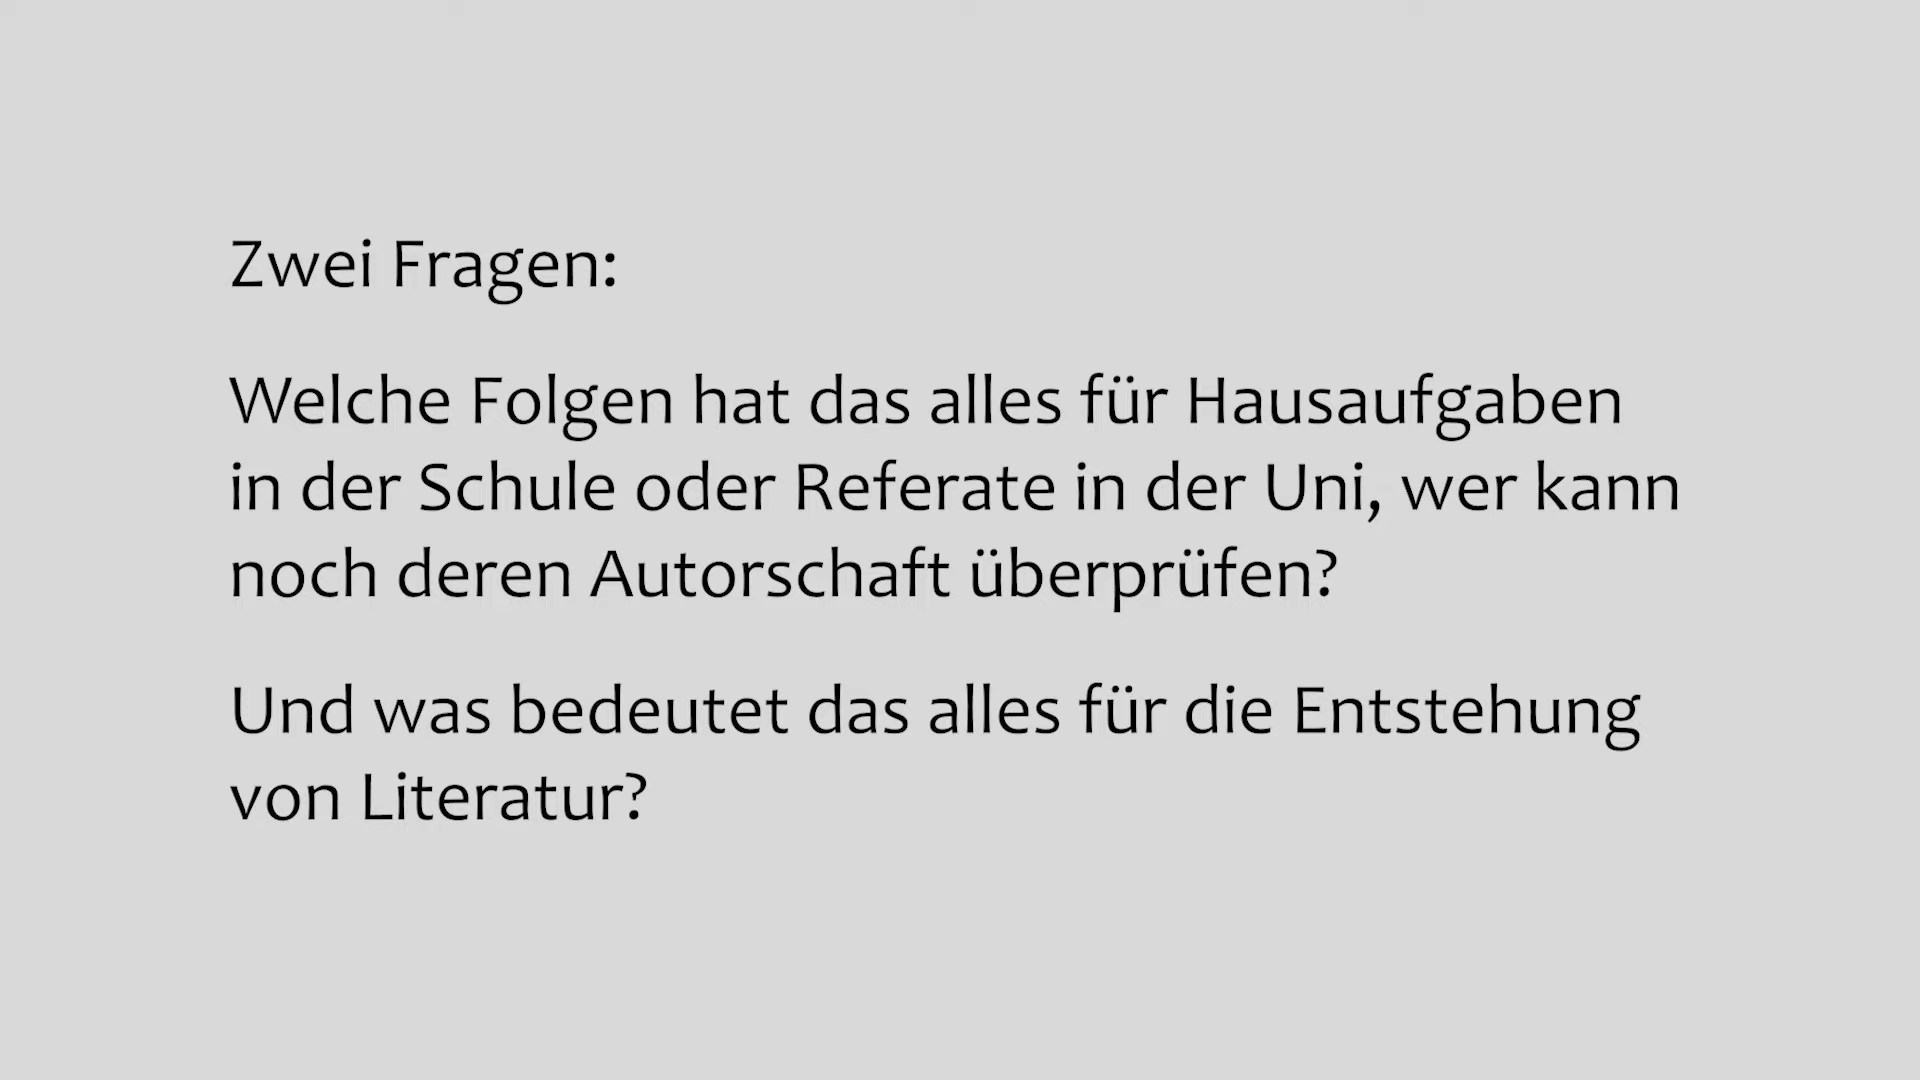 Zwei Fragen:
Welche Folgen hat das alles für Hausaufgaben
in der Schule oder Referate in der Uni, wer kann
noch deren Autorschaft überprüfen?
Und was bedeutet das alles für die Entstehung
von Literatur?